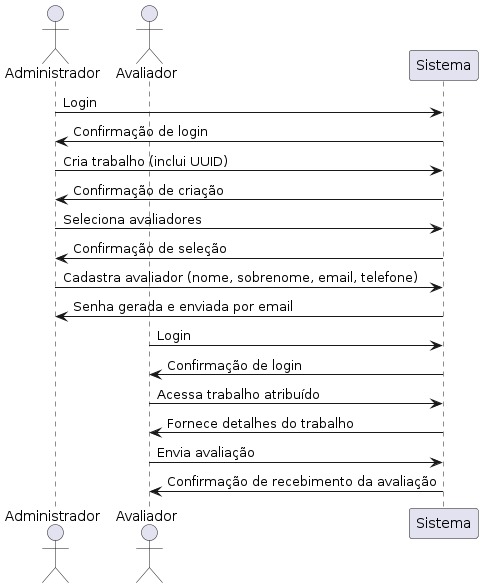 Administrador
Avaliador
Sistema
Login
Confirmação de login
Cria trabalho (inclui UUID)
Confirmação de criação
Seleciona avaliadores
Confirmação de seleção
Cadastra avaliador (nome, sobrenome, email, telefone)
Senha gerada e enviada por email
Login
Confirmação de login
Acessa trabalho atribuído
Fornece detalhes do trabalho
Envia avaliação
Confirmação de recebimento da avaliação
Administrador
Avaliador
Sistema